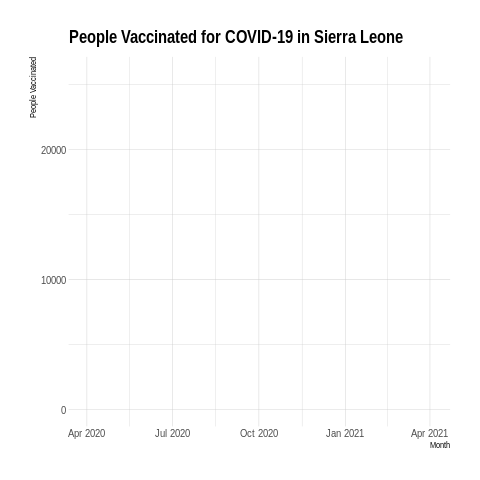 People Vaccinated for COVID-19 in Sierra Leone
People Vaccinated
20000
10000
0
Apr 2020
Jul 2020
Oct 2020
Jan 2021
Apr 2021
Month